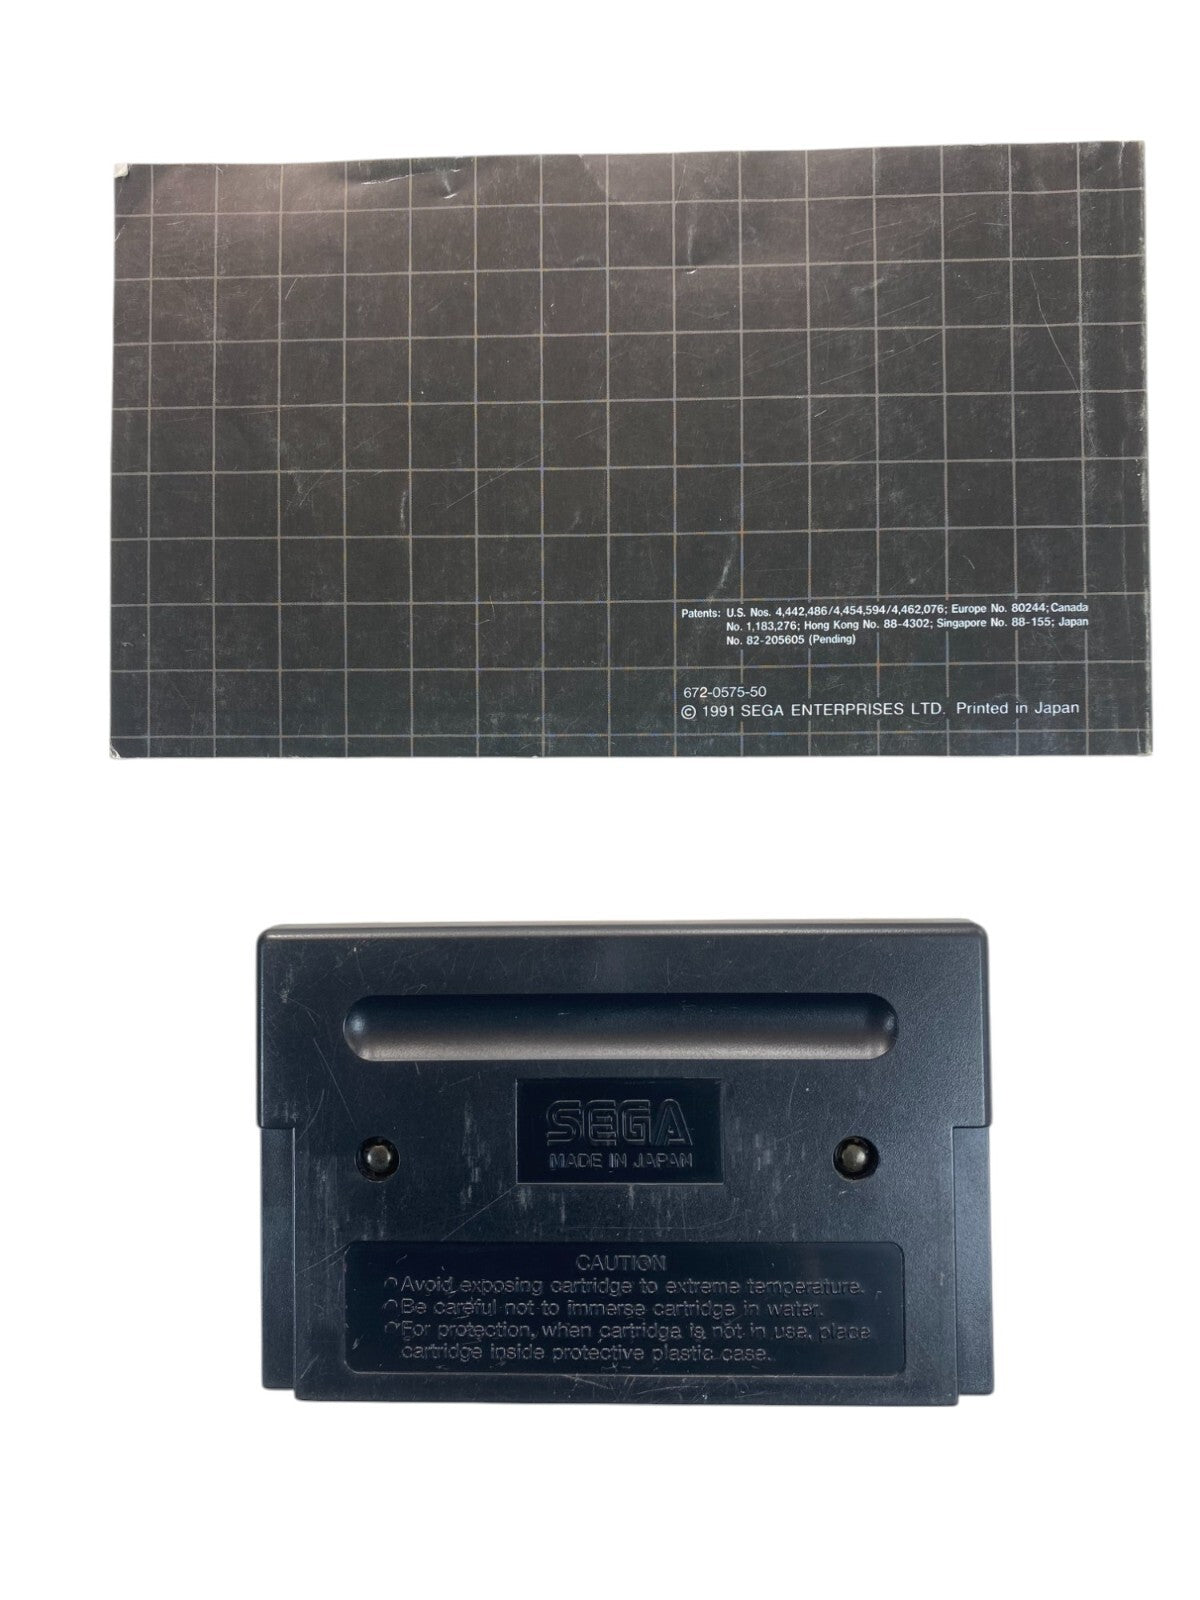 Patents: U.S. Nos. 4,442,486/4,454,594/4,462,076; Europe No. 80244; Canada
No. 1,183,276; Hong Kong No. 88-4302; Singapore No. 88-155; Japan
No. 82-205605 (Pending)
672-0575-50
© 1991 SEGA ENTERPRISES LTD. Printed in Japan
SEGA
MADE IN JAPAN
CAUTION
Avoid exposing cartridge to extreme temperature.
Be careful not to immerse cartridge in water.
For protection, when cartridge is not in use, place
cartridge inside protective plastic case.